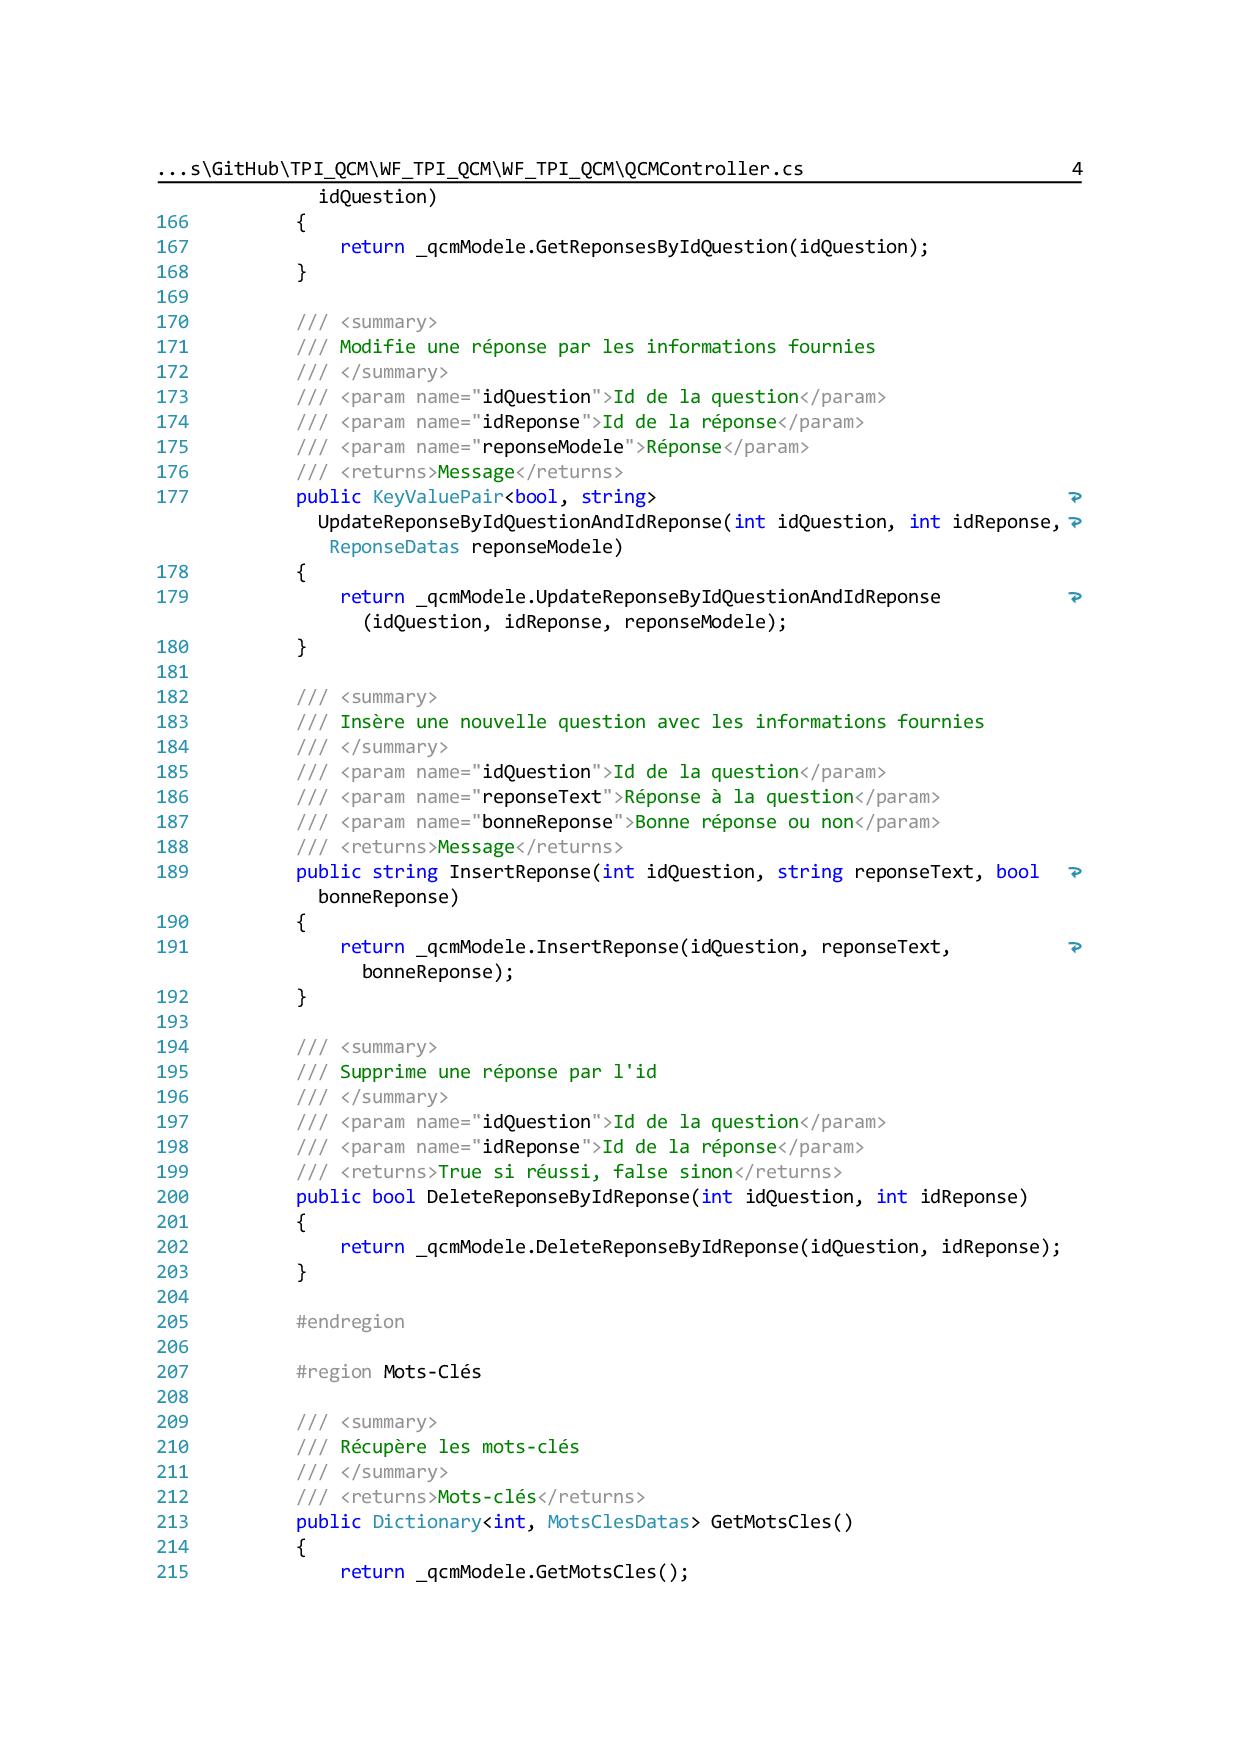 ...s\GitHub\TPI_QCM\WF_TPI_QCM\WF_TPI_QCM\QCMController.cs 4
idQuestion)
166 {
167 return _qcmModele.GetReponsesByIdQuestion(idQuestion);
168 }
169
170 /// <summary>
171 /// Modifie une réponse par les informations fournies
172 /// </summary>
173 /// <param name="idQuestion">Id de la question</param>
174 /// <param name="idReponse">Id de la réponse</param>
175 /// <param name="reponseModele">Réponse</param>
176 /// <returns>Message</returns>
177 public KeyValuePair<bool, string>
UpdateReponseByIdQuestionAndIdReponse(int idQuestion, int idReponse,
ReponseDatas reponseModele)
178 {
179 return _qcmModele.UpdateReponseByIdQuestionAndIdReponse
(idQuestion, idReponse, reponseModele);
180 }
181
182 /// <summary>
183 /// Insère une nouvelle question avec les informations fournies
184 /// </summary>
185 /// <param name="idQuestion">Id de la question</param>
186 /// <param name="reponseText">Réponse à la question</param>
187 /// <param name="bonneReponse">Bonne réponse ou non</param>
188 /// <returns>Message</returns>
189 public string InsertReponse(int idQuestion, string reponseText, bool
bonneReponse)
190 {
191 return _qcmModele.InsertReponse(idQuestion, reponseText,
bonneReponse);
192 }
193
194 /// <summary>
195 /// Supprime une réponse par l'id
196 /// </summary>
197 /// <param name="idQuestion">Id de la question</param>
198 /// <param name="idReponse">Id de la réponse</param>
199 /// <returns>True si réussi, false sinon</returns>
200 public bool DeleteReponseByIdReponse(int idQuestion, int idReponse)
201 {
202 return _qcmModele.DeleteReponseByIdReponse(idQuestion, idReponse);
203 }
204
205 #endregion
206
207 #region Mots-Clés
208
209 /// <summary>
210 /// Récupère les mots-clés
211 /// </summary>
212 /// <returns>Mots-clés</returns>
213 public Dictionary<int, MotsClesDatas> GetMotsCles()
214 {
215 return _qcmModele.GetMotsCles();